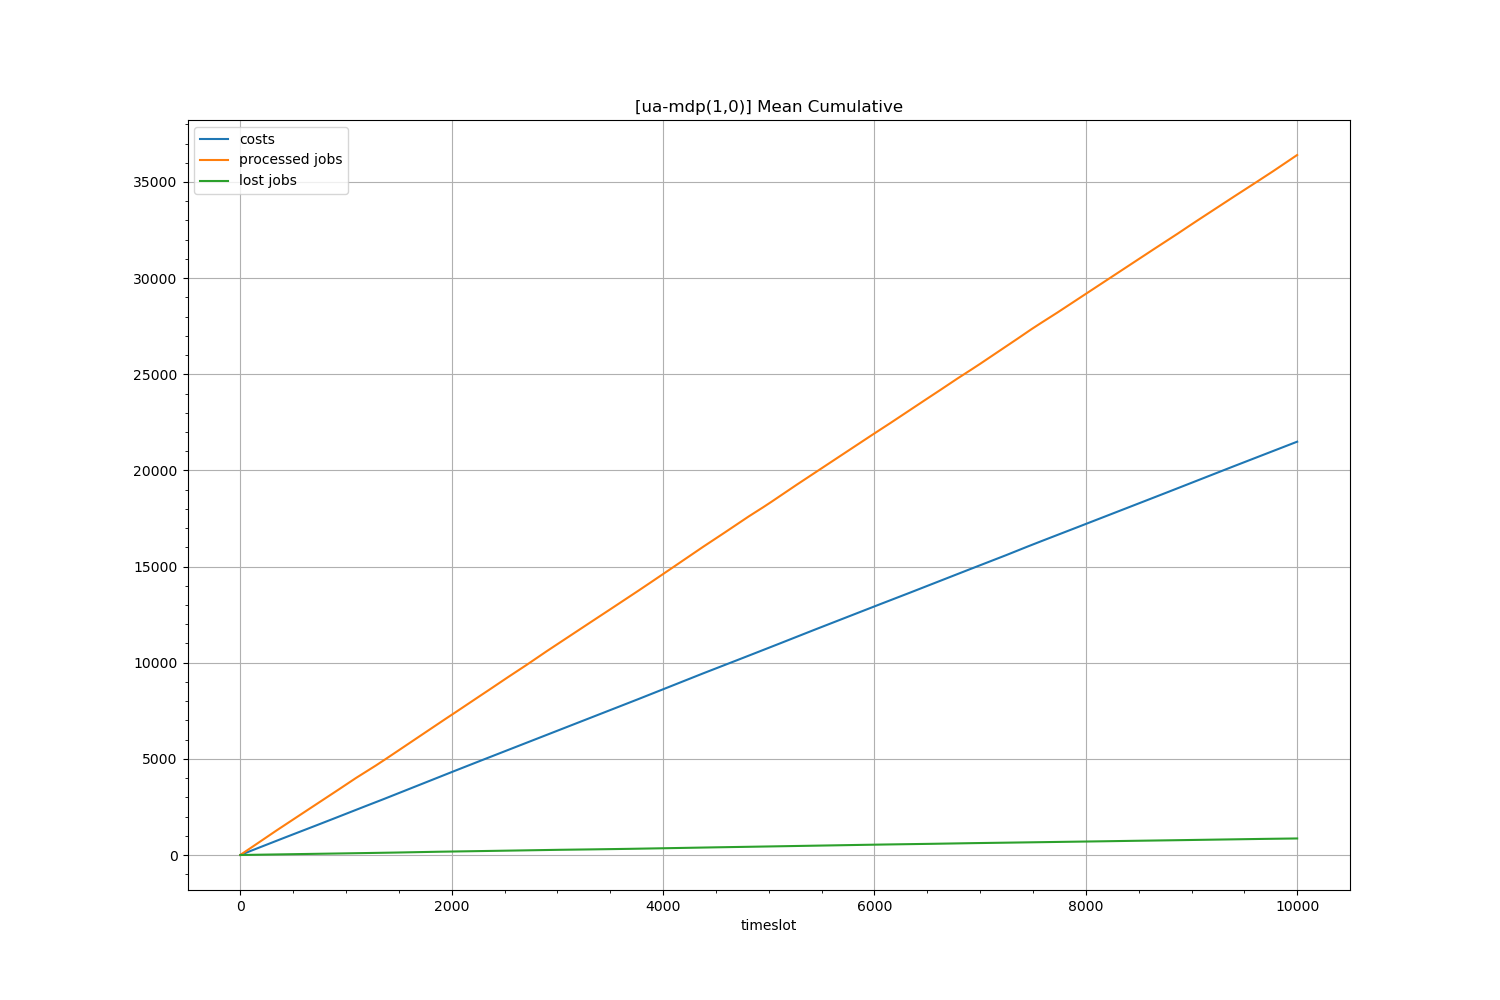 [ua-mdp(1,0)] Mean Cumulative
costs
processed jobs
lost jobs
35000
30000
25000
20000
15000
10000
5000
0
0 2000 4000 6000 8000 10000
timeslot